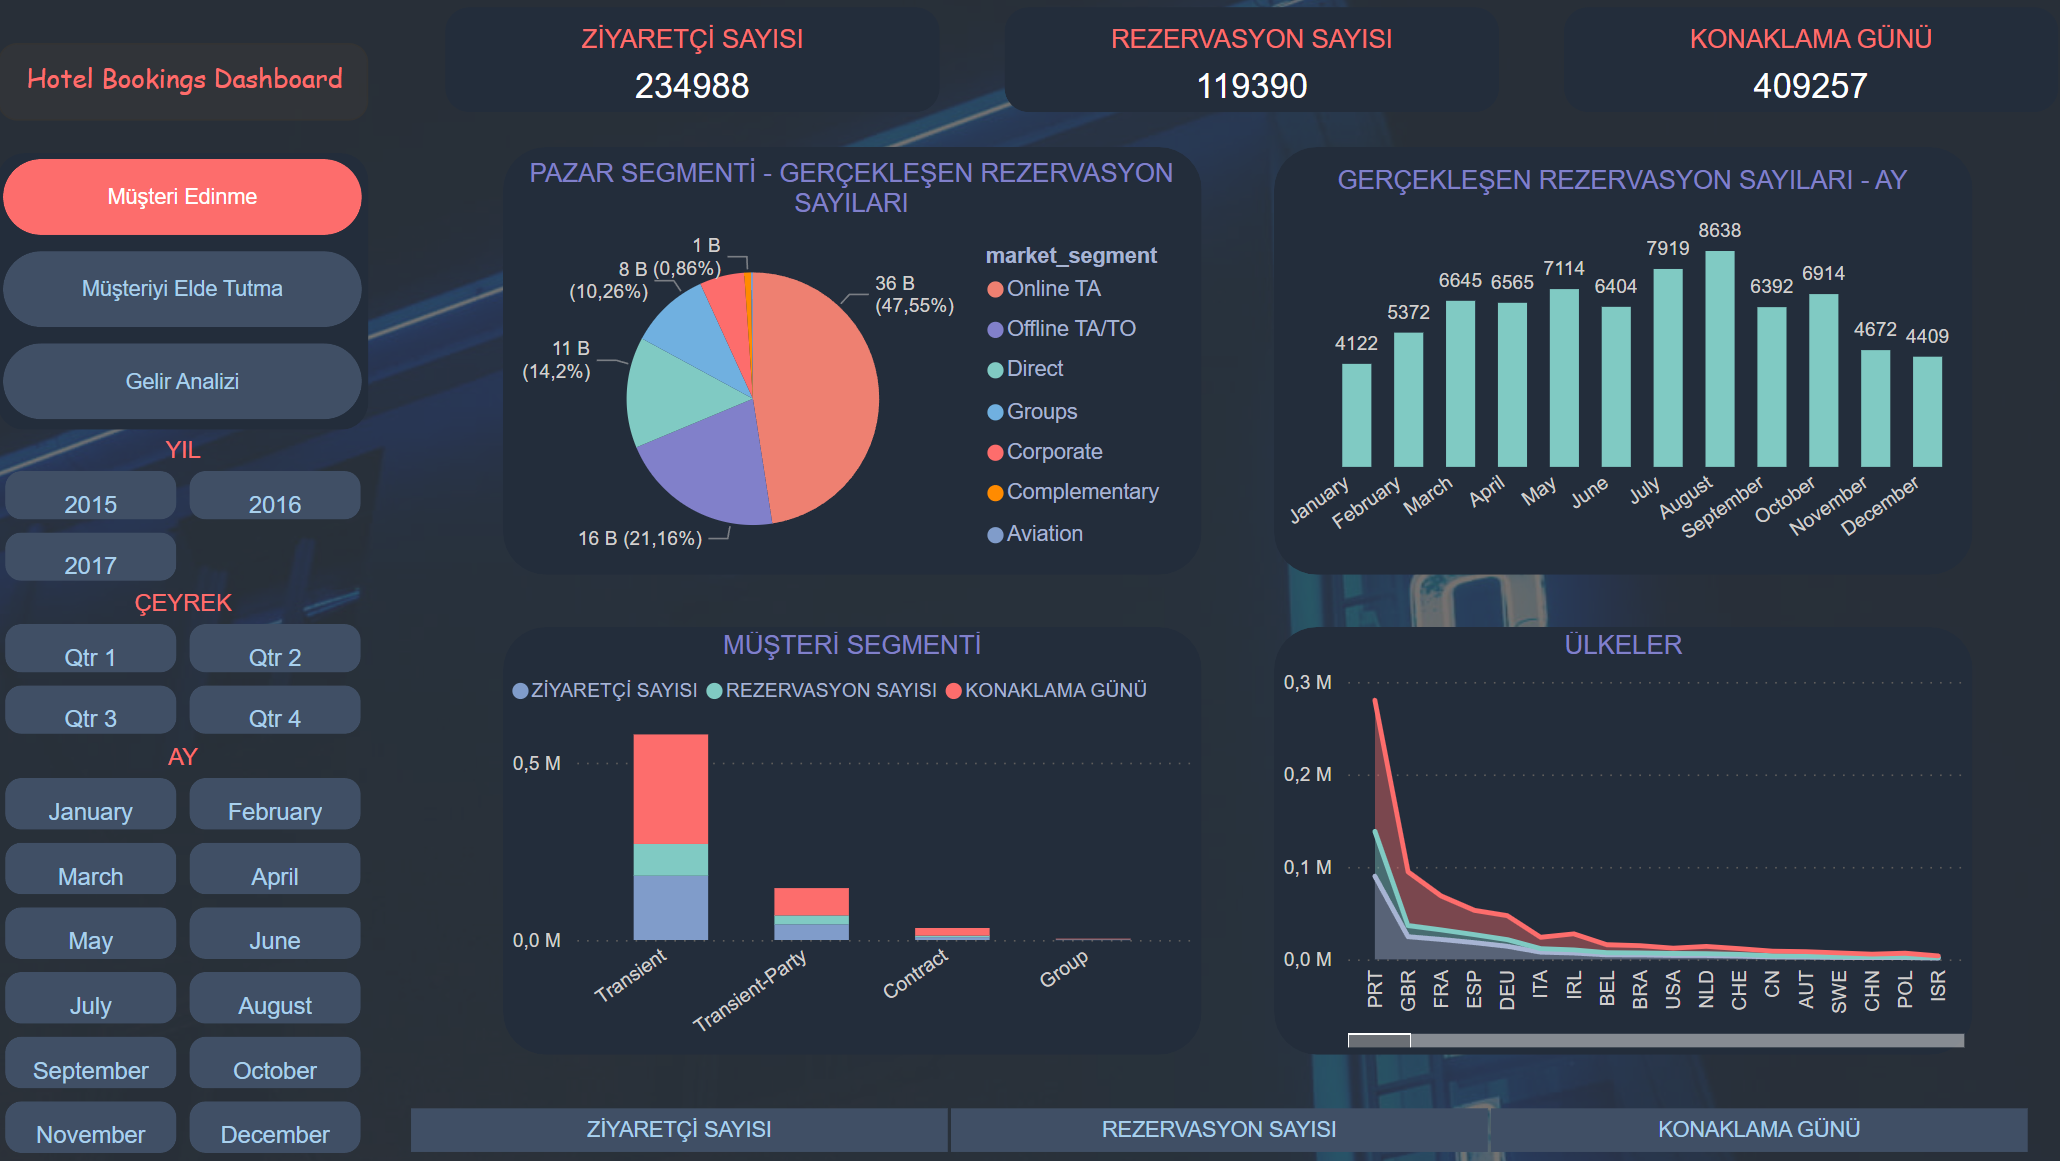 Hotel Bookings Dashboard
ZİYARETÇİ SAYISI
234988
REZERVASYON SAYISI
119390
KONAKLAMA GÜNÜ
409257
Müşteri Edinme
Müşteriyi Elde Tutma
Gelir Analizi
YIL
2015
2016
2017
ÇEYREK
Qtr 1
Qtr 2
Qtr 3
Qtr 4
AY
January
February
March
April
May
June
July
August
September
October
November
December
PAZAR SEGMENTİ - GERÇEKLEŞEN REZERVASYON
SAYILARI
1 B
(0,86%)
8 B
(10,26%)
36 B
(47,55%)
11 B
(14,2%)
16 B (21,16%)
market_segment
Online TA
Offline TA/TO
Direct
Groups
Corporate
Complementary
Aviation
GERÇEKLEŞEN REZERVASYON SAYILARI - AY
4122
5372
6645
6565
7114
6404
7919
8638
6392
6914
4672
4409
January
February
March
April
May
June
July
August
September
October
November
December
MÜŞTERİ SEGMENTİ
ZİYARETÇİ SAYISI
REZERVASYON SAYISI
KONAKLAMA GÜNÜ
0,5 M
0,0 M
Transient
Transient-Party
Contract
Group
ÜLKELER
0,3 M
0,2 M
0,1 M
0,0 M
PRT
GBR
FRA
ESP
DEU
ITA
IRL
BEL
BRA
USA
NLD
CHE
CN
AUT
SWE
CHN
POL
ISR
ZİYARETÇİ SAYISI
REZERVASYON SAYISI
KONAKLAMA GÜNÜ